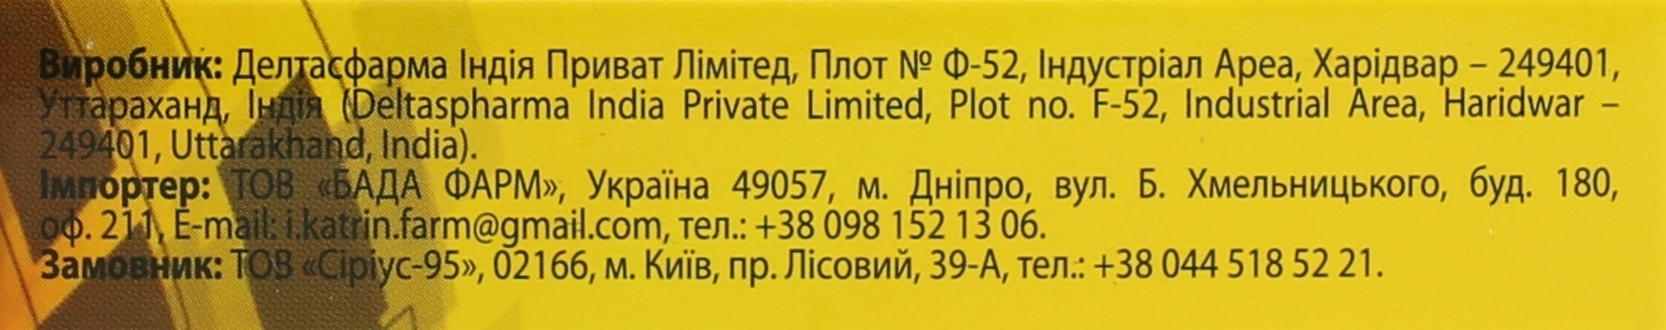 Виробник: Делтасфарма Індія Приват Лімітед, Плот № Ф-52, Індустріал Ареа, Харідвар – 249401,
Уттараханд, Індія (Deltaspharma India Private Limited, Plot no. F-52, Industrial Area, Haridwar –
249401, Uttarakhand, India).
Імпортер: ТОВ «БАДА ФАРМ», Україна 49057, м. Дніпро, вул. Б. Хмельницького, буд. 180,
оф. 211, E-mail: i.katrin.farm@gmail.com, тел.: +38 098 152 13 06.
Замовник: ТОВ «Сіріус-95», 02166, м. Київ, пр. Лісовий, 39-А, тел.: +38 044 518 52 21.